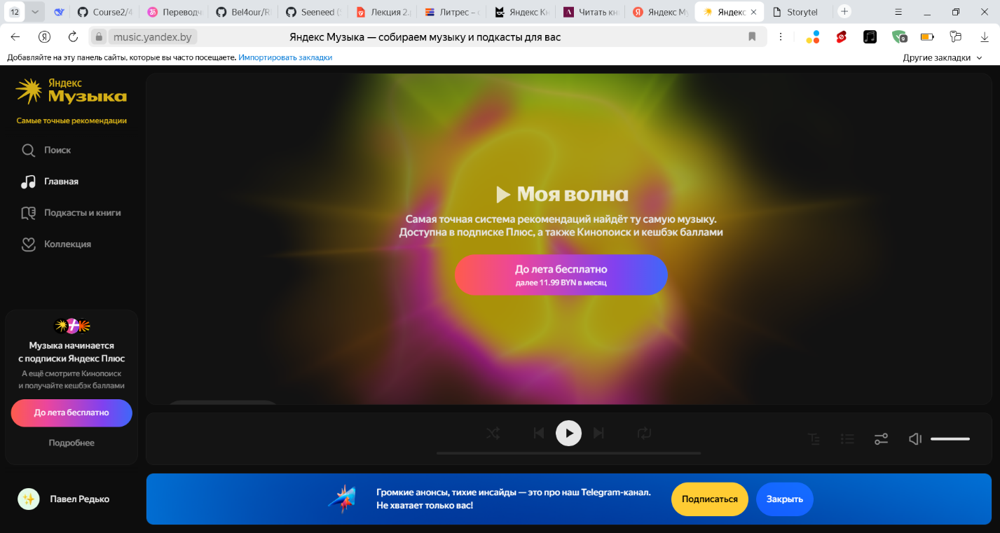 12
Course2/4
Переводч
Bel4our/R
Seeneed (
Лекция 2.
Литрес –
Яндекс Кн
Читать кн
Яндекс М
Яндекс
Storytel
music.yandex.by
Яндекс Музыка — собираем музыку и подкасты для вас
9
Добавляйте на эту панель сайты, которые вы часто посещаете. Импортировать закладки
Другие закладки
Яндекс
Музыка
Самые точные рекомендации
Поиск
Главная
Подкасты и книги
Коллекция
Моя волна
Самая точная система рекомендаций найдёт ту самую музыку.
Доступна в подписке Плюс, а также Кинопоиск и кешбэк баллами
До лета бесплатно
далее 11.99 BYN в месяц
Музыка начинается
с подписки Яндекс Плюс
А ещё смотрите Кинопоиск
и получайте кешбэк баллами
До лета бесплатно
Подробнее
Павел Редько
Громкие анонсы, тихие инсайды — это про наш Telegram-канал.
Не хватает только вас!
Подписаться
Закрыть